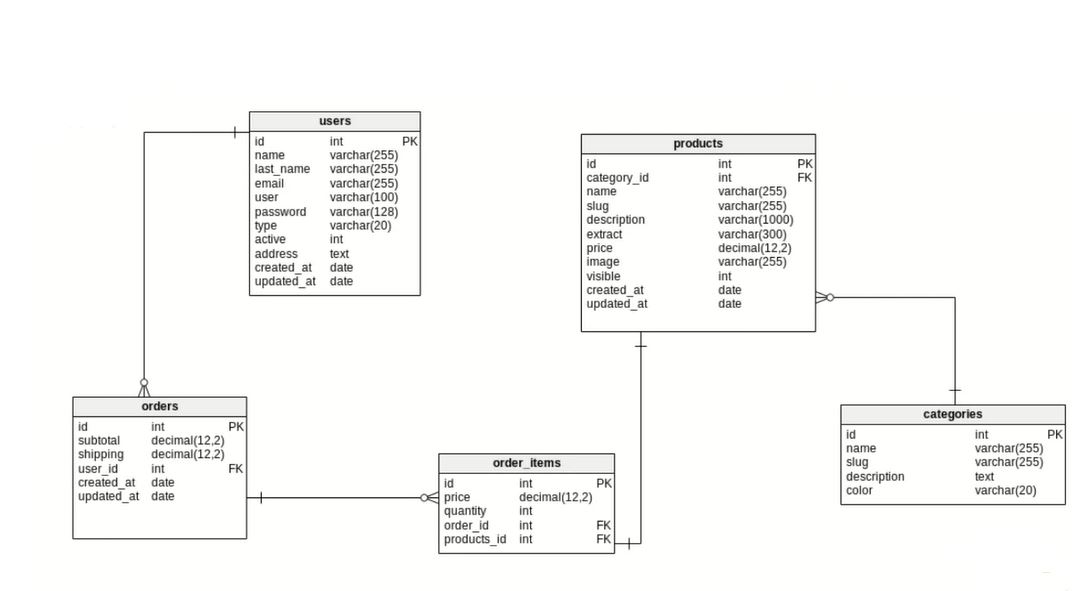 users
id int PK
name varchar(255)
last_name varchar(255)
email varchar(255)
user varchar(100)
password varchar(128)
type varchar(20)
active int
address text
created_at date
updated_at date
products
id int PK
category_id int FK
name varchar(255)
slug varchar(255)
description varchar(1000)
extract varchar(300)
price decimal(12,2)
image varchar(255)
visible int
created_at date
updated_at date
orders
id int PK
subtotal decimal(12,2)
shipping decimal(12,2)
user_id int FK
created_at date
updated_at date
order_items
id int PK
price decimal(12,2)
quantity int
order_id int FK
products_id int FK
categories
id int PK
name varchar(255)
slug varchar(255)
description text
color varchar(20)